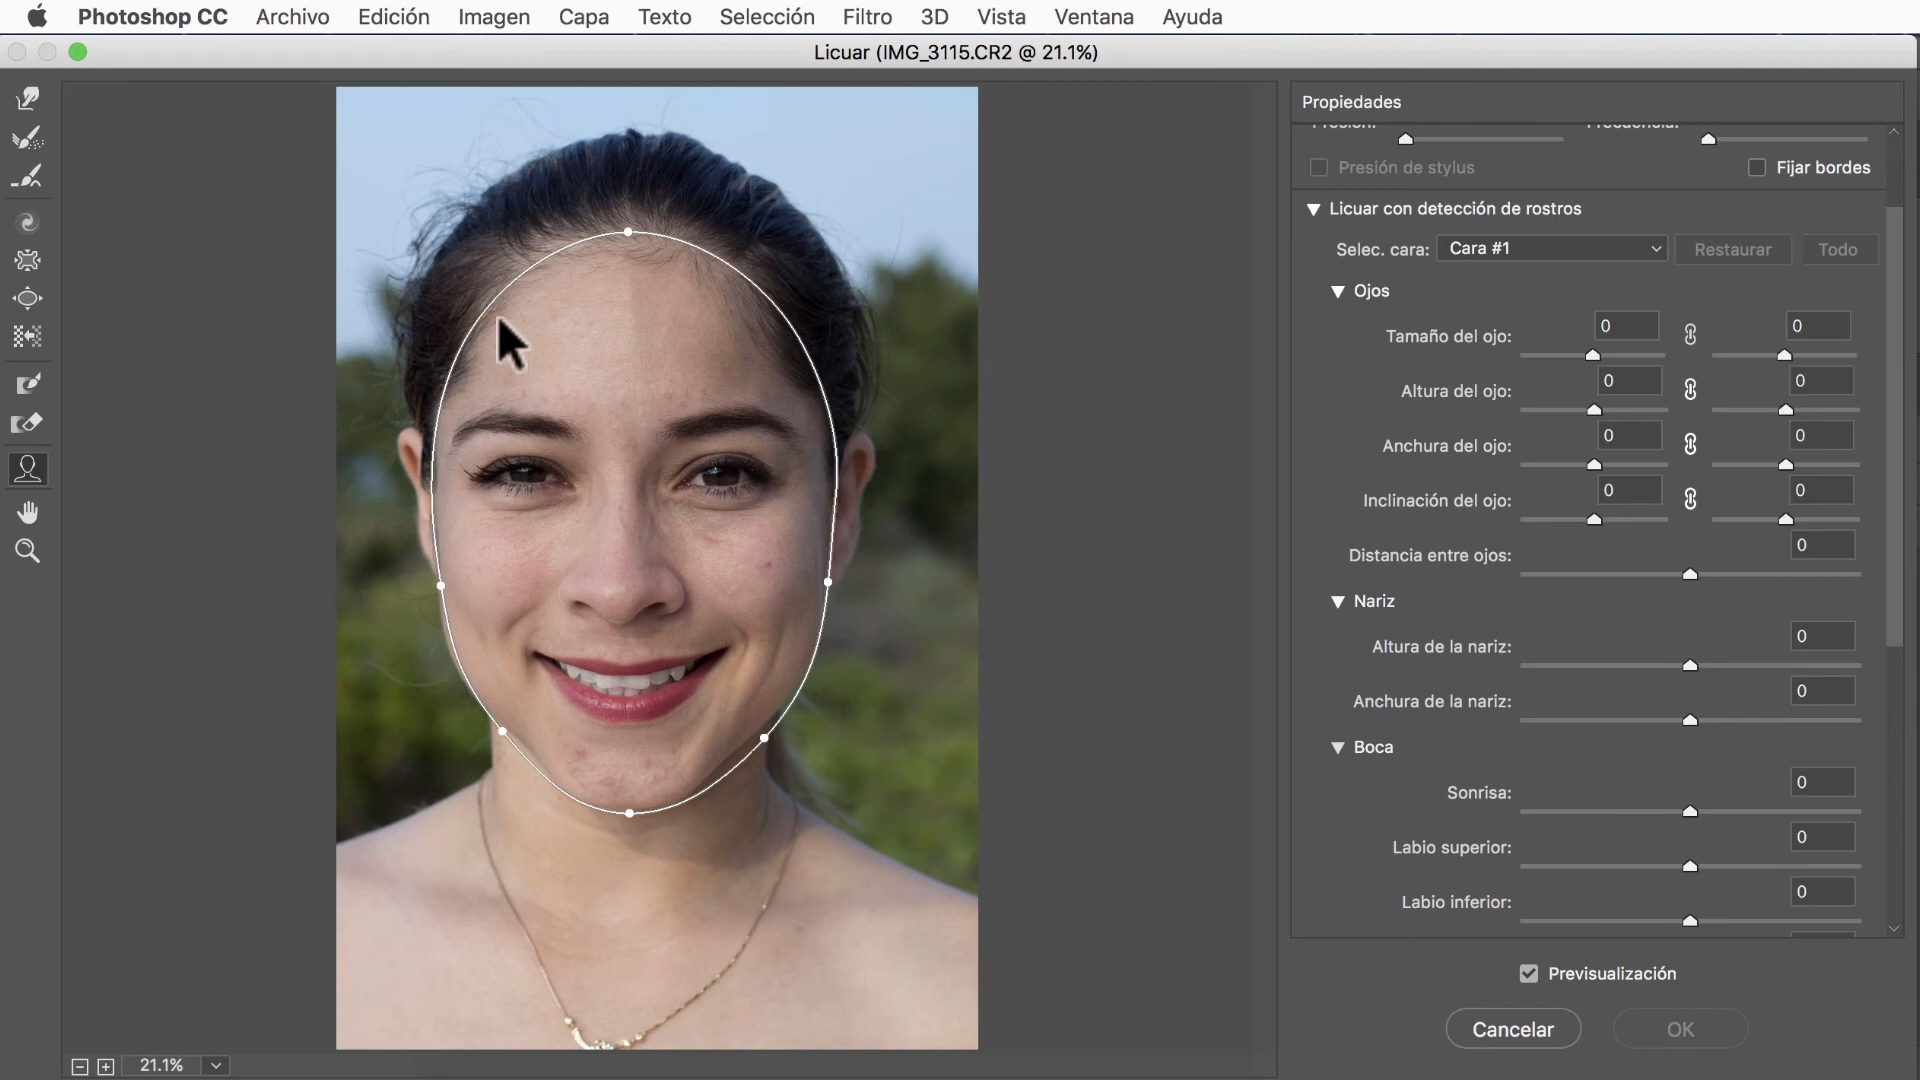 Photoshop CC Archivo Edición Imagen Capa Texto Selección Filtro 3D Vista Ventana Ayuda
Licuar (IMG_3115.CR2 @ 21.1%)
Propiedades
Presión: Frecuencia:
Presión de stylus Fijar bordes
Licuar con detección de rostros
Selec. cara: Cara #1 Restaurar Todo
Ojos
Tamaño del ojo: 0 0
Altura del ojo: 0 0
Anchura del ojo: 0 0
Inclinación del ojo: 0 0
Distancia entre ojos: 0
Nariz
Altura de la nariz: 0
Anchura de la nariz: 0
Boca
Sonrisa: 0
Labio superior: 0
Labio inferior: 0
Previsualización
Cancelar OK
21.1%